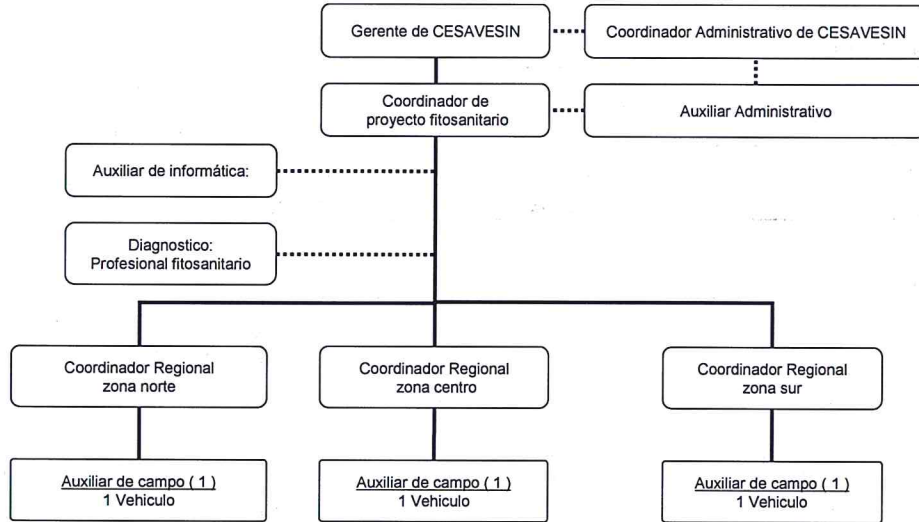 Gerente de CESAVESIN
Coordinador Administrativo de CESAVESIN
Coordinador de
proyecto fitosanitario
Auxiliar Administrativo
Auxiliar de informática:
Diagnostico:
Profesional fitosanitario
Coordinador Regional
zona norte
Coordinador Regional
zona centro
Coordinador Regional
zona sur
Auxiliar de campo ( 1 )
1 Vehiculo
Auxiliar de campo ( 1 )
1 Vehiculo
Auxiliar de campo ( 1 )
1 Vehiculo